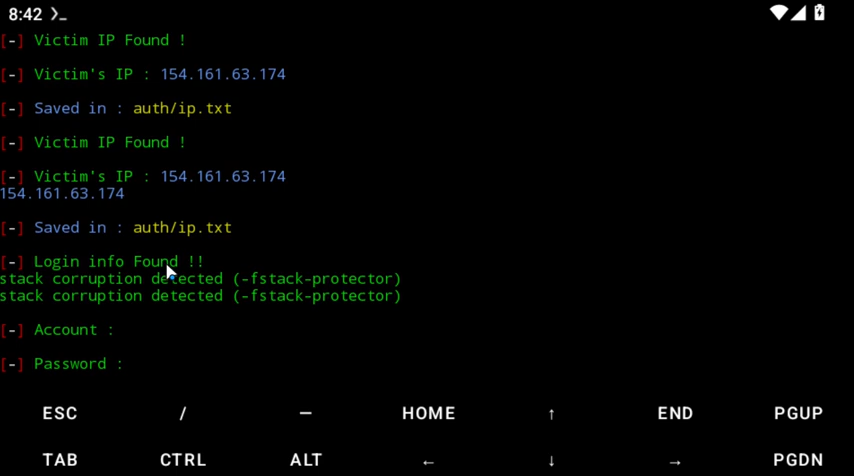 8:42 >_
[-] Victim IP Found !
[-] Victim's IP : 154.161.63.174
[-] Saved in : auth/ip.txt
[-] Victim IP Found !
[-] Victim's IP : 154.161.63.174
154.161.63.174
[-] Saved in : auth/ip.txt
[-] Login info Found !!
stack corruption detected (-fstack-protector)
stack corruption detected (-fstack-protector)
[-] Account :
[-] Password :
ESC / — HOME ↑ END PGUP
TAB CTRL ALT ← ↓ → PGDN